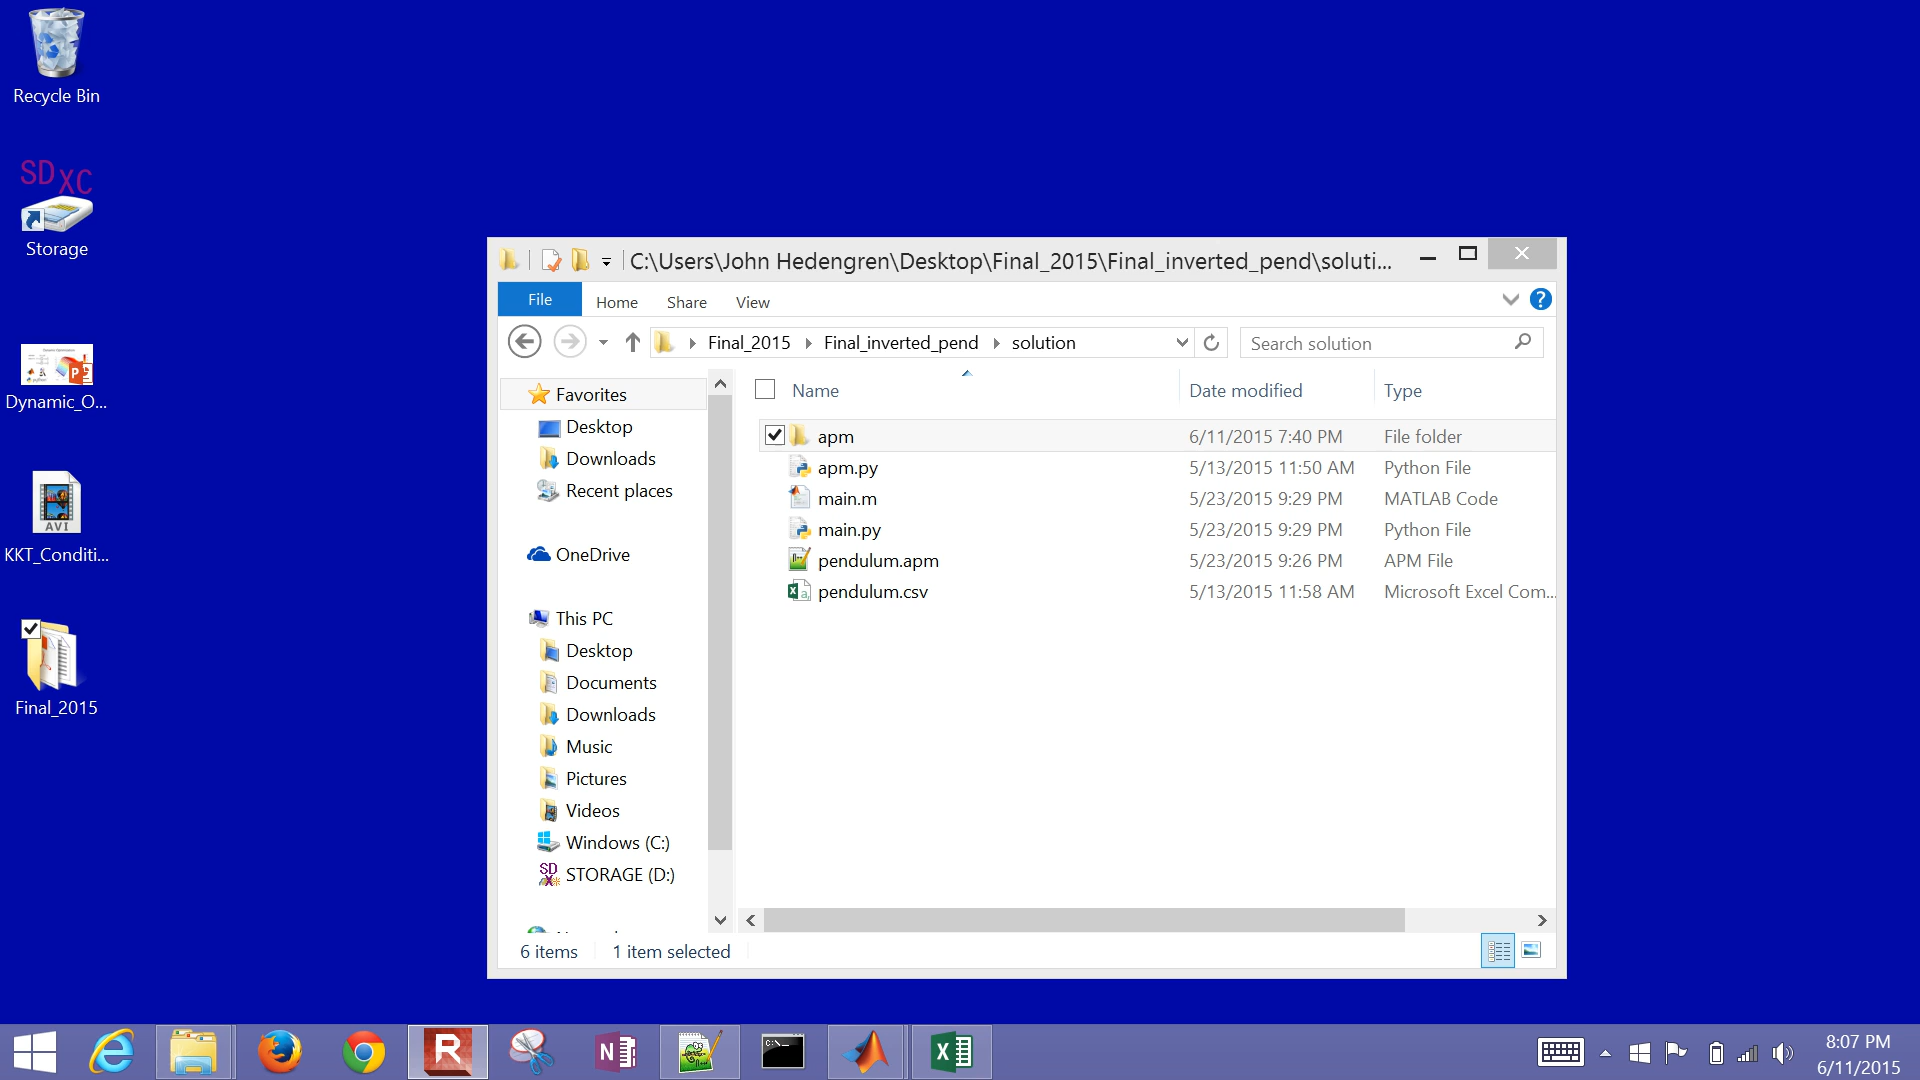 Recycle Bin
SD XC
Storage
P
Dynamic_O...
AVI
KKT_Conditi...
Final_2015
C:\Users\John Hedengren\Desktop\Final_2015\Final_inverted_pend\soluti...
File Home Share View ?
Final_2015 Final_inverted_pend solution
Search solution
Favorites
Desktop
Downloads
Recent places
OneDrive
This PC
Desktop
Documents
Downloads
Music
Pictures
Videos
Windows (C:)
SD STORAGE (D:)
Name Date modified Type
apm 6/11/2015 7:40 PM File folder
apm.py 5/13/2015 11:50 AM Python File
main.m 5/23/2015 9:29 PM MATLAB Code
main.py 5/23/2015 9:29 PM Python File
pendulum.apm 5/23/2015 9:26 PM APM File
pendulum.csv 5/13/2015 11:58 AM Microsoft Excel Com...
6 items 1 item selected
R N C:\ X
8:07 PM
6/11/2015